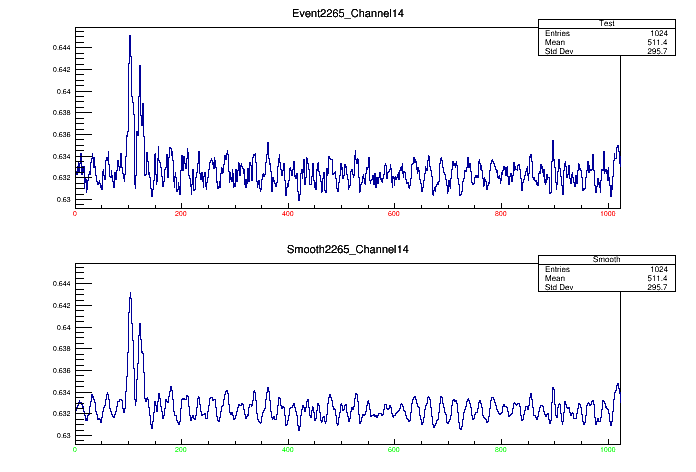 Event2265_Channel14
Test
Entries 1024
Mean 511.4
Std Dev 295.7
0.644
0.642
0.64
0.638
0.636
0.634
0.632
0.63
0 200 400 600 800 1000
Smooth2265_Channel14
Smooth
Entries 1024
Mean 511.4
Std Dev 295.7
0.644
0.642
0.64
0.638
0.636
0.634
0.632
0.63
0 200 400 600 800 1000